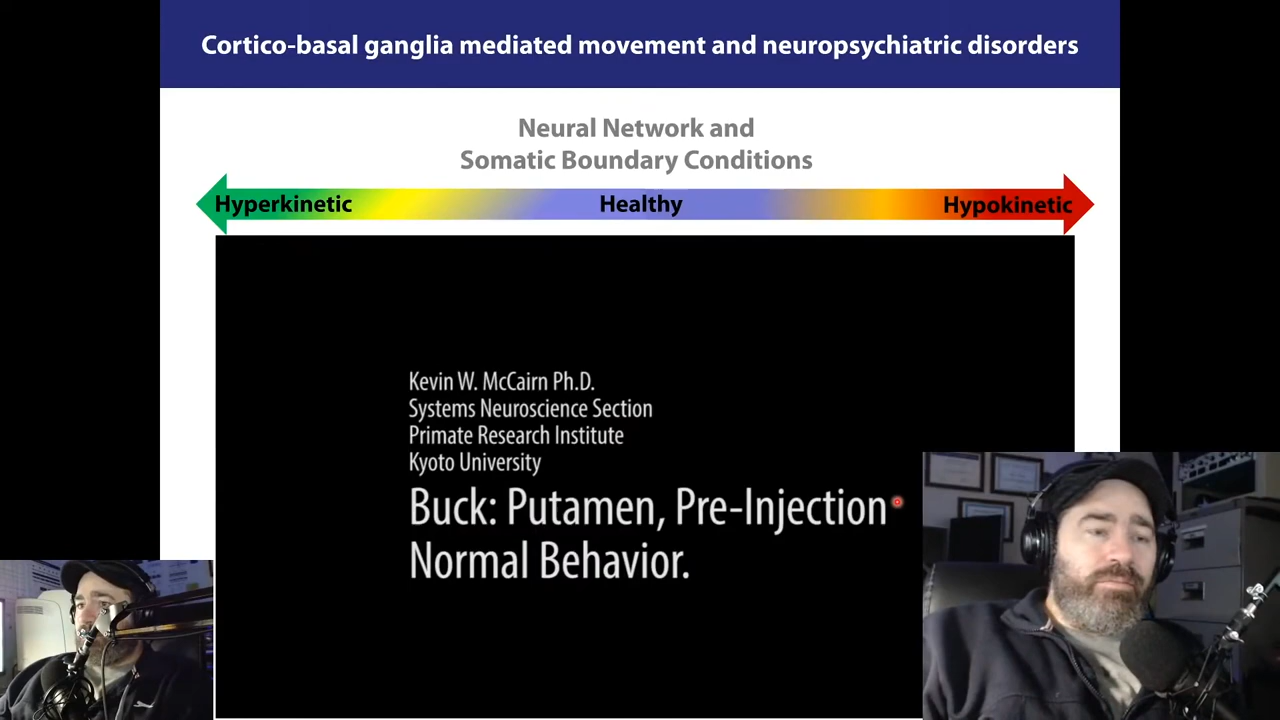 Cortico-basal ganglia mediated movement and neuropsychiatric disorders
Neural Network and
Somatic Boundary Conditions
Hyperkinetic
Healthy
Hypokinetic
Kevin W. McCairn Ph.D.
Systems Neuroscience Section
Primate Research Institute
Kyoto University
Buck: Putamen, Pre-Injection
Normal Behavior.